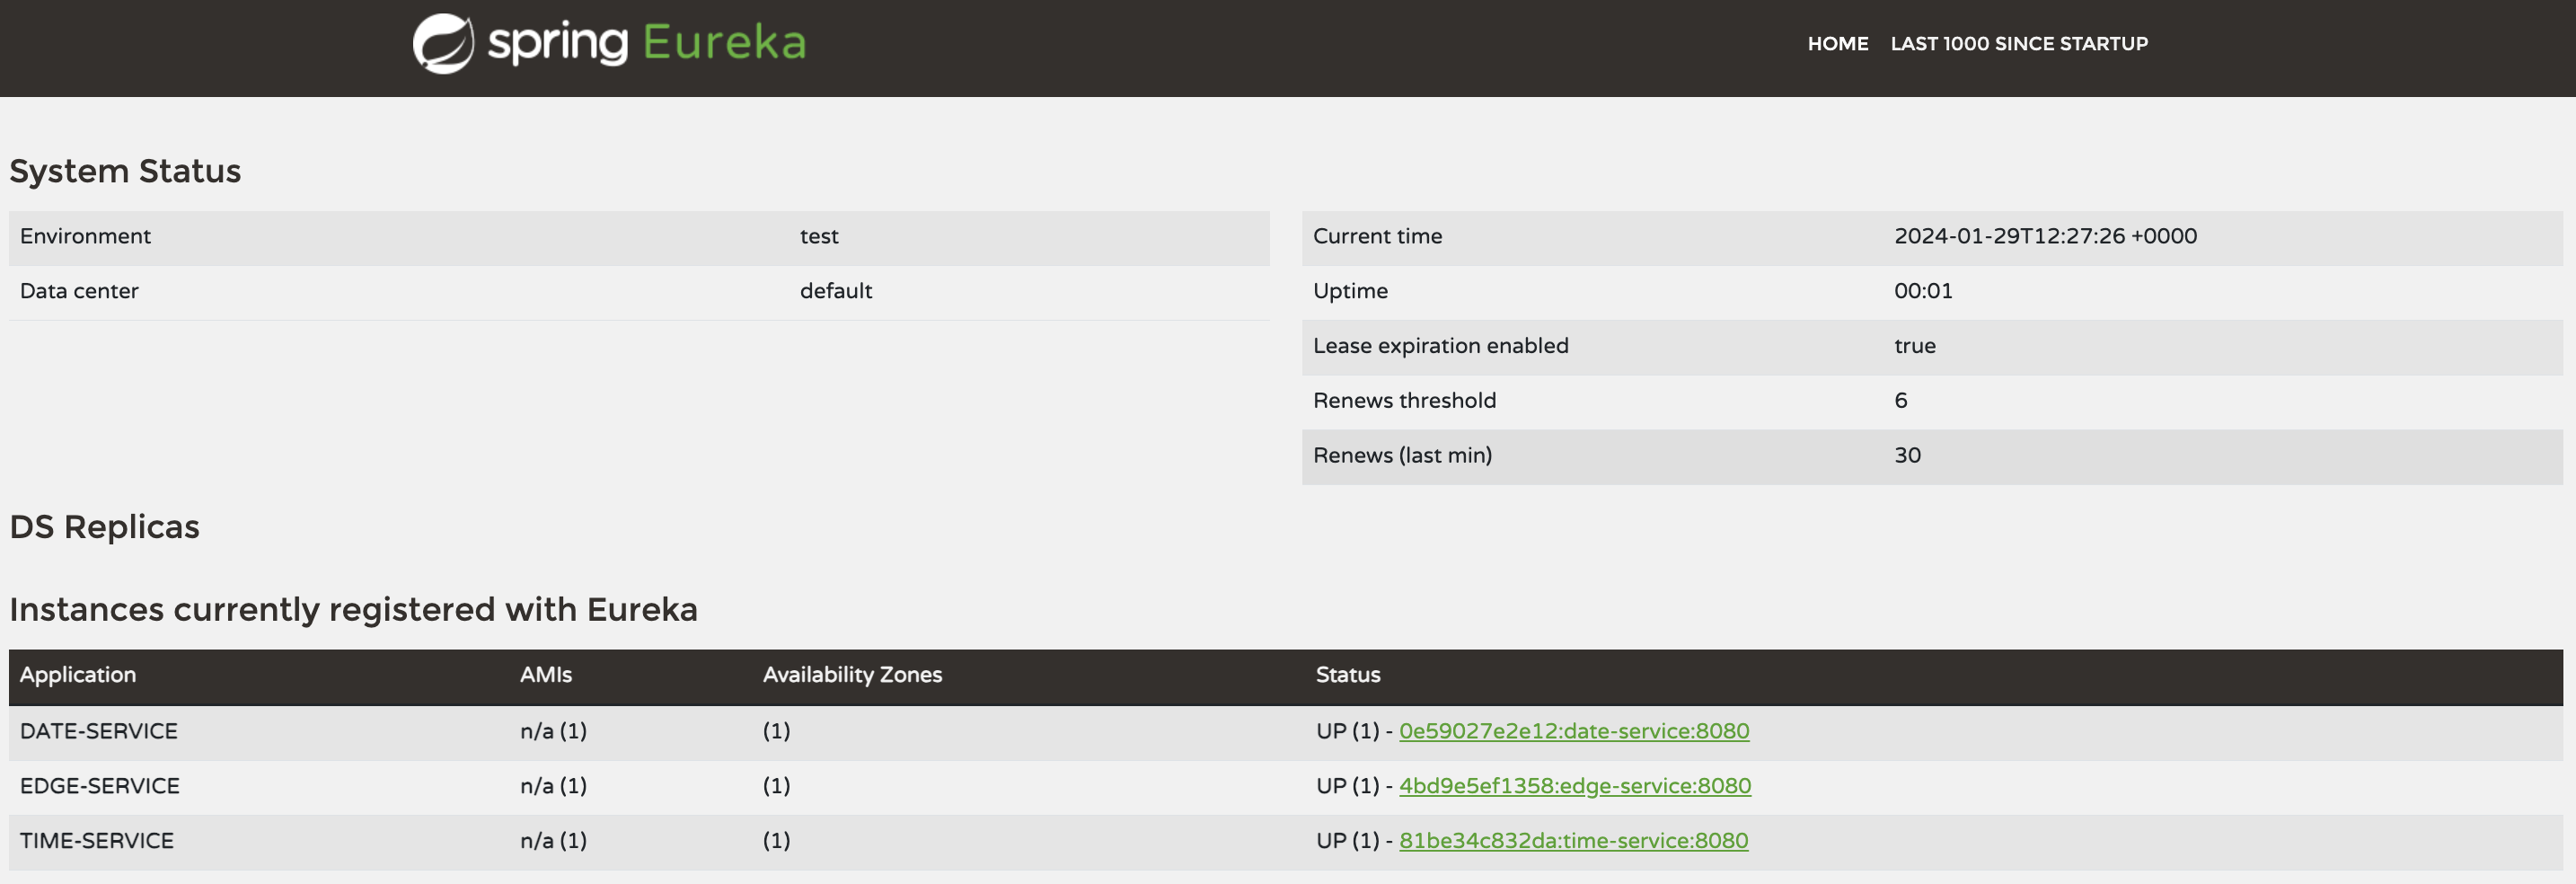 spring Eureka
HOME LAST 1000 SINCE STARTUP
System Status
Environment test
Data center default
Current time 2024-01-29T12:27:26 +0000
Uptime 00:01
Lease expiration enabled true
Renews threshold 6
Renews (last min) 30
DS Replicas
Instances currently registered with Eureka
Application AMIs Availability Zones Status
DATE-SERVICE n/a (1) (1) UP (1) - 0e59027e2e12:date-service:8080
EDGE-SERVICE n/a (1) (1) UP (1) - 4bd9e5ef1358:edge-service:8080
TIME-SERVICE n/a (1) (1) UP (1) - 81be34c832da:time-service:8080